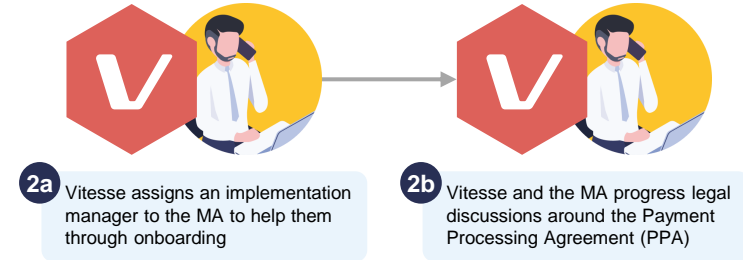 2a
Vitesse assigns an implementation
manager to the MA to help them
through onboarding
2b
Vitesse and the MA progress legal
discussions around the Payment
Processing Agreement (PPA)